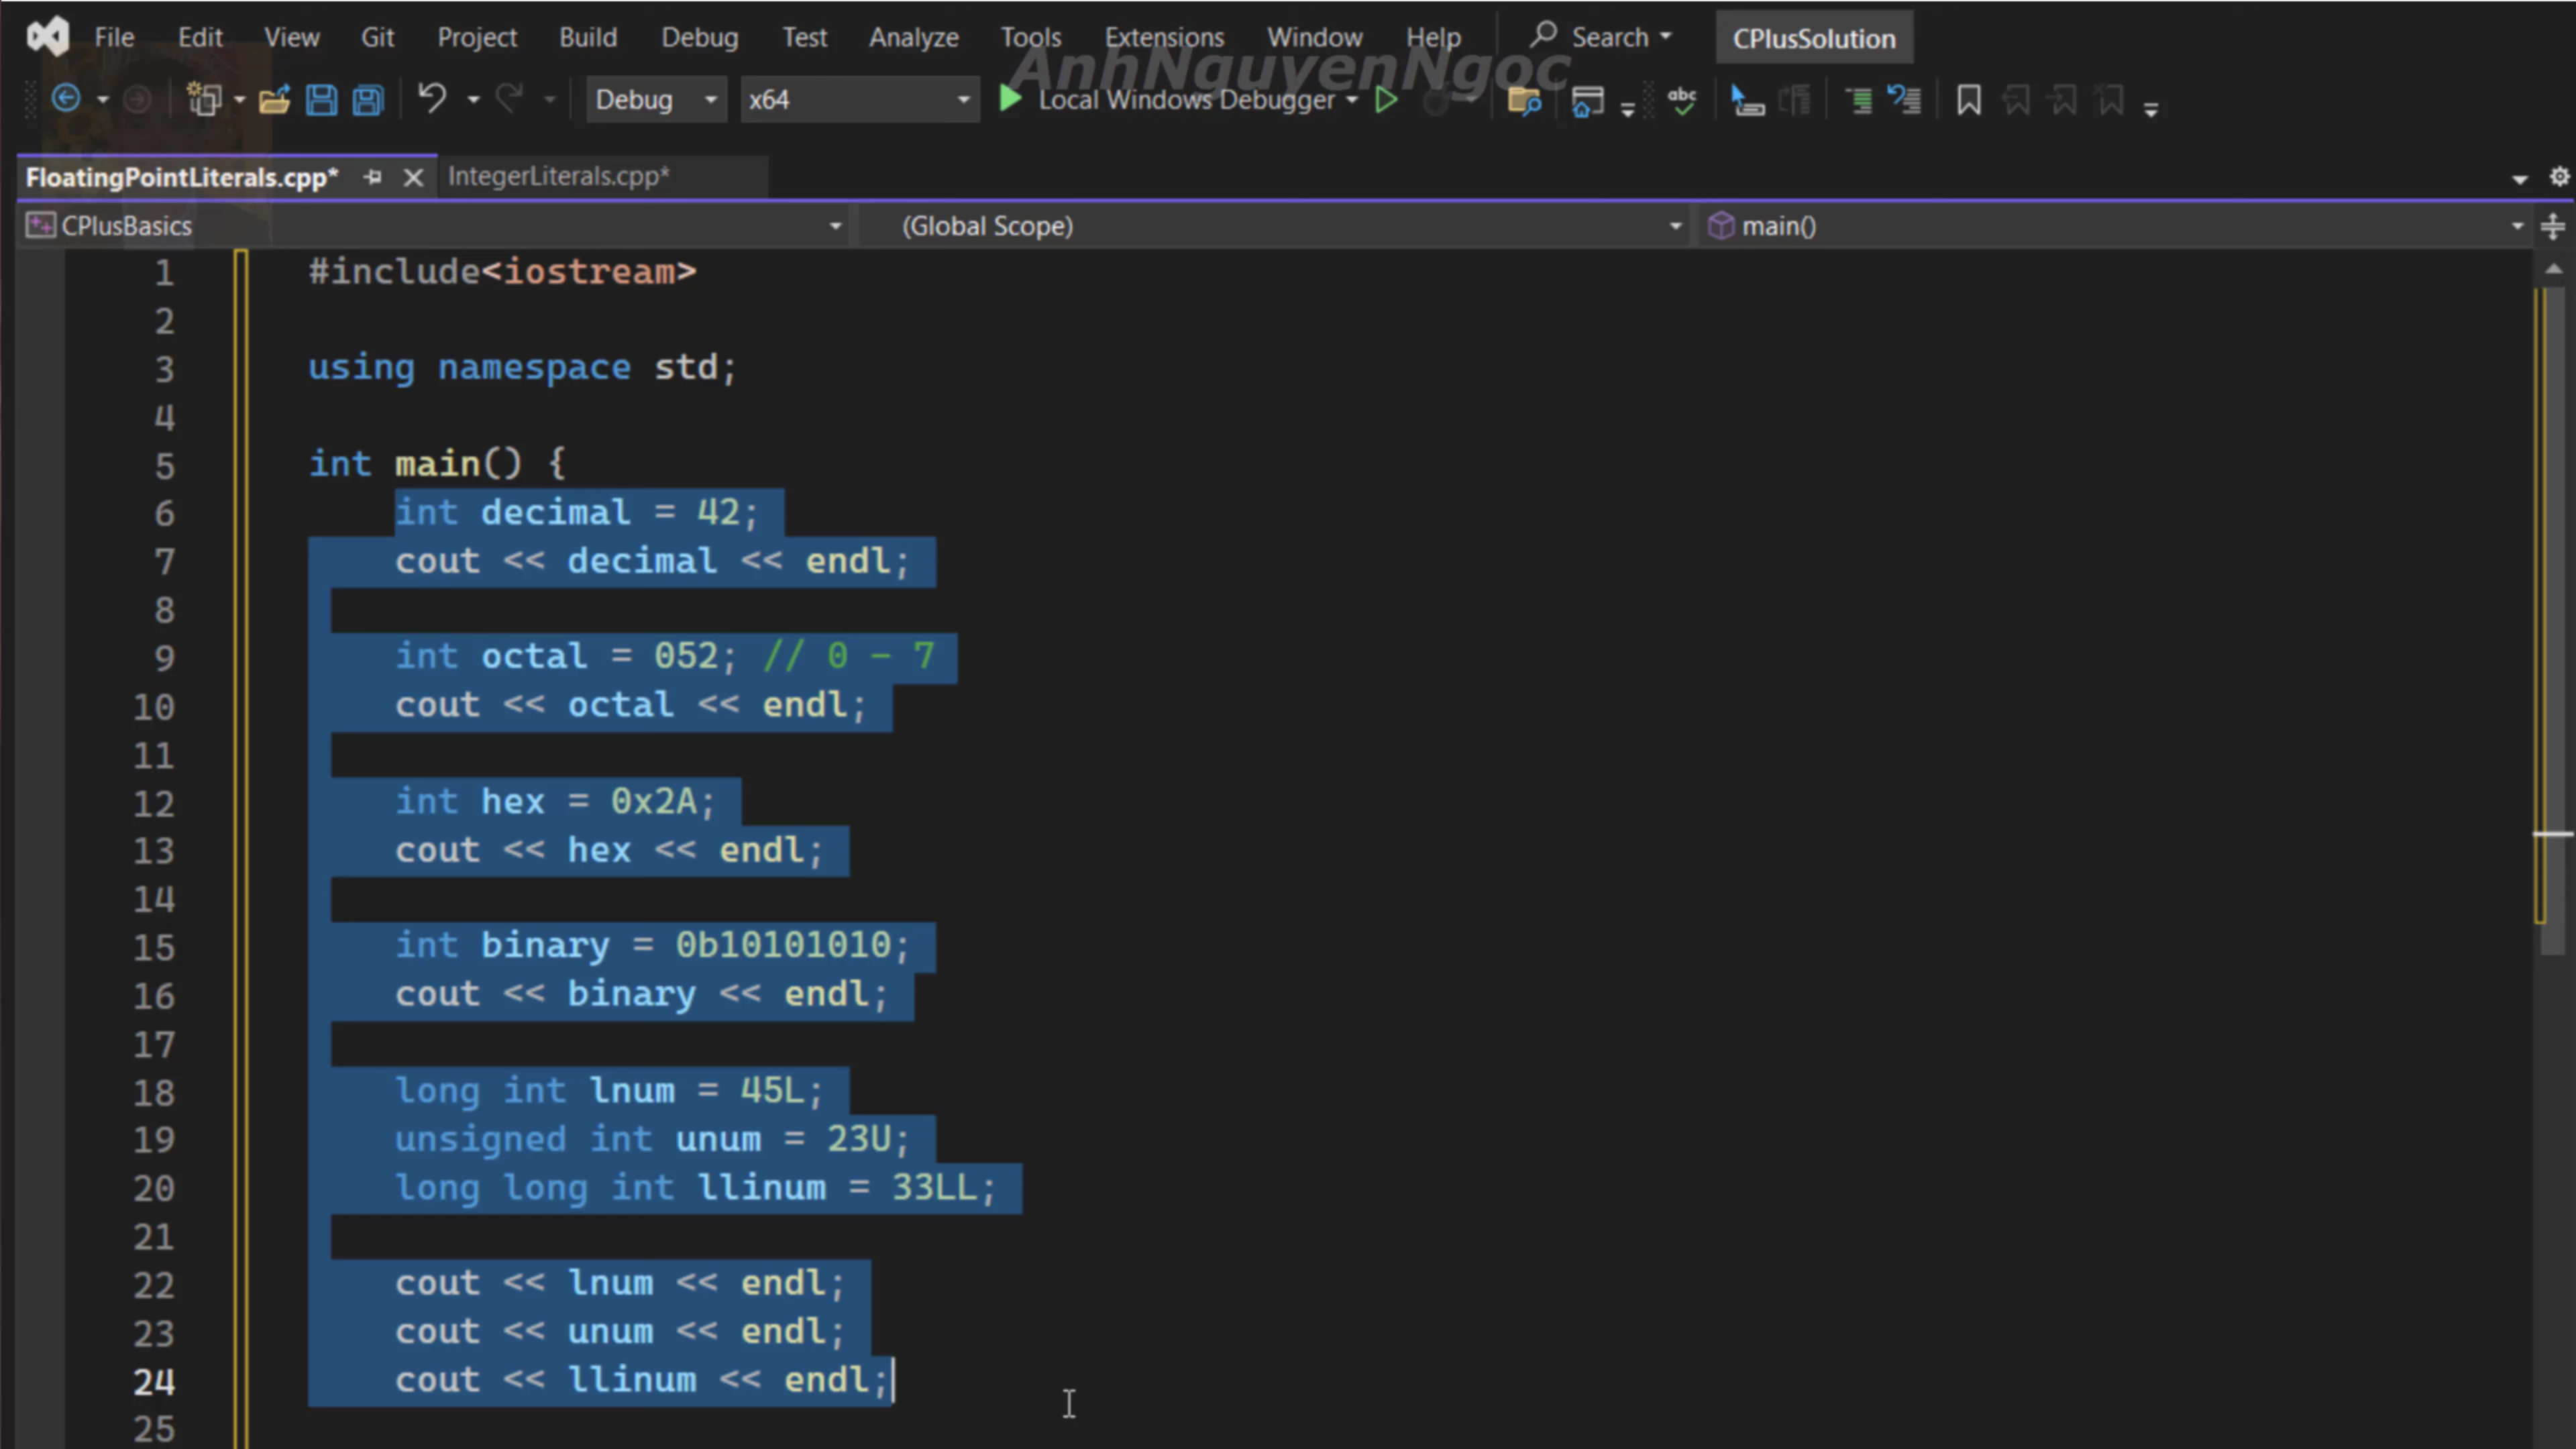 File Edit View Git Project Build Debug Test Analyze Tools Extensions Window Help Search CPlusSolution
AnhNguyenNgoc
Debug x64 Local Windows Debugger abc
FloatingPointLiterals.cpp* IntegerLiterals.cpp*
CPlusBasics (Global Scope) main()
1 #include<iostream>
2
3 using namespace std;
4
5 int main() {
6 int decimal = 42;
7 cout << decimal << endl;
8
9 int octal = 052; // 0 - 7
10 cout << octal << endl;
11
12 int hex = 0x2A;
13 cout << hex << endl;
14
15 int binary = 0b10101010;
16 cout << binary << endl;
17
18 long int lnum = 45L;
19 unsigned int unum = 23U;
20 long long int llinum = 33LL;
21
22 cout << lnum << endl;
23 cout << unum << endl;
24 cout << llinum << endl;
25